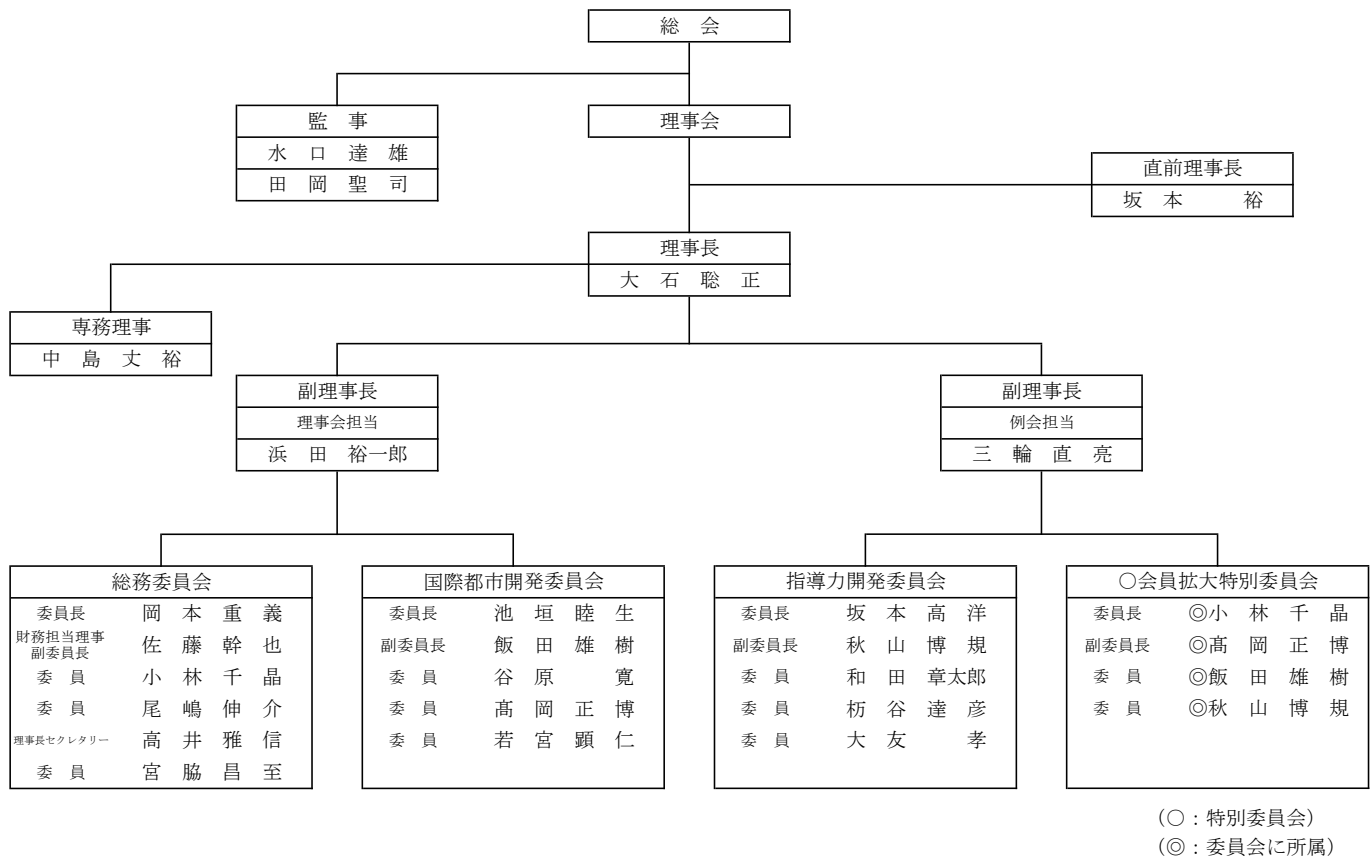 総　会
監　事
水　口　達　雄
田　岡　聖　司
理事会
直前理事長
坂　本　　　裕
理事長
大　石　聡　正
専務理事
中　島　丈　裕
副理事長
理事会担当
浜　田　裕一郎
副理事長
例会担当
三　輪　直　亮
総務委員会
委員長　岡　本　重　義
財務担当理事
副委員長　佐　藤　幹　也
委　員　小　林　千　晶
委　員　尾　嶋　伸　介
理事長セクレタリー　高　井　雅　信
委　員　宮　脇　昌　至
国際都市開発委員会
委員長　池　垣　睦　生
副委員長　飯　田　雄　樹
委　員　谷　原　　　寛
委　員　髙　岡　正　博
委　員　若　宮　顕　仁
指導力開発委員会
委員長　坂　本　高　洋
副委員長　秋　山　博　規
委　員　和　田　章太郎
委　員　栃　谷　達　彦
委　員　大　友　　　孝
〇会員拡大特別委員会
委員長　◎小　林　千　晶
副委員長　◎髙　岡　正　博
委　員　◎飯　田　雄　樹
委　員　◎秋　山　博　規
（〇：特別委員会）
（◎：委員会に所属）